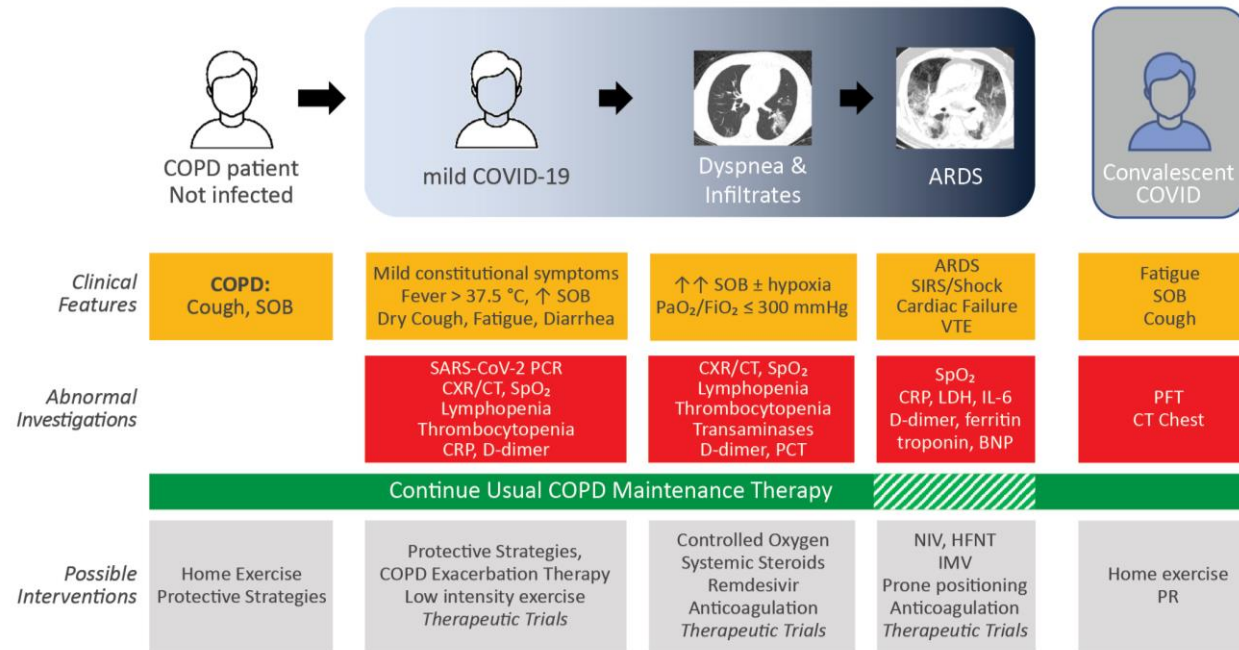 COPD patient
Not infected
mild COVID-19
Dyspnea &
Infiltrates
ARDS
Convalescent
COVID
Clinical
Features
COPD:
Cough, SOB
Mild constitutional symptoms
Fever > 37.5 °C, ↑ SOB
Dry Cough, Fatigue, Diarrhea
↑↑ SOB ± hypoxia
PaO₂/FiO₂ ≤ 300 mmHg
ARDS
SIRS/Shock
Cardiac Failure
VTE
Fatigue
SOB
Cough
Abnormal
Investigations
SARS-CoV-2 PCR
CXR/CT, SpO₂
Lymphopenia
Thrombocytopenia
CRP, D-dimer
CXR/CT, SpO₂
Lymphopenia
Thrombocytopenia
Transaminases
D-dimer, PCT
SpO₂
CRP, LDH, IL-6
D-dimer, ferritin
troponin, BNP
PFT
CT Chest
Continue Usual COPD Maintenance Therapy
Possible
Interventions
Home Exercise
Protective Strategies
Protective Strategies,
COPD Exacerbation Therapy
Low intensity exercise
Therapeutic Trials
Controlled Oxygen
Systemic Steroids
Remdesivir
Anticoagulation
Therapeutic Trials
NIV, HFNT
IMV
Prone positioning
Anticoagulation
Therapeutic Trials
Home exercise
PR